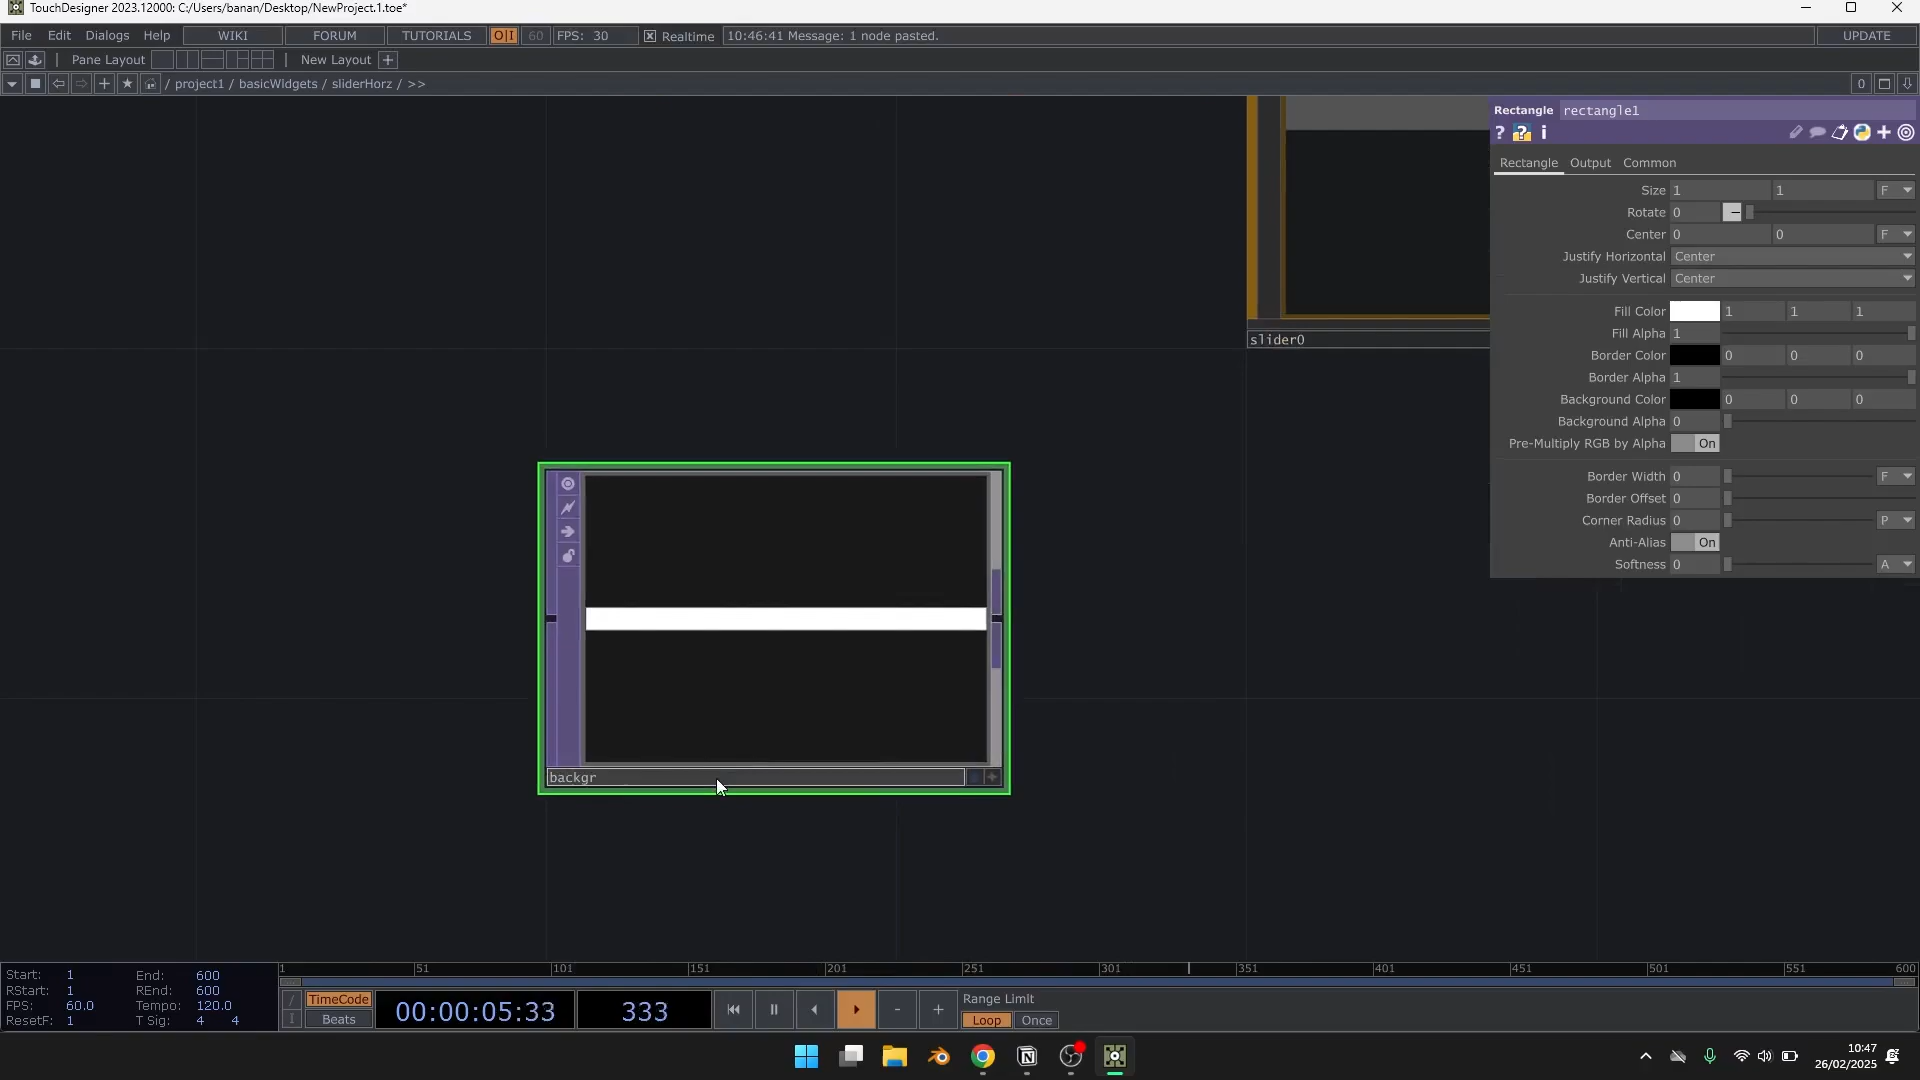 TouchDesigner 2023.12000: C:/Users/banan/Desktop/NewProject.1.toe*
File Edit Dialogs Help WIKI FORUM TUTORIALS O|I 60 FPS: 30 Realtime 10:46:41 Message: 1 node pasted. UPDATE
Pane Layout New Layout +
/ project1 / basicWidgets / sliderHorz / >> 0
Rectangle rectangle1
? ? i
Rectangle Output Common
Size 1 1 F
Rotate 0
Center 0 0 F
Justify Horizontal Center
Justify Vertical Center
Fill Color 1 1 1
Fill Alpha 1
Border Color 0 0 0
Border Alpha 1
Background Color 0 0 0
Background Alpha 0
Pre-Multiply RGB by Alpha On
Border Width 0 F
Border Offset 0
Corner Radius 0 P
Anti-Alias On
Softness 0 A
slider0
backgr
1 51 101 151 201 251 301 351 401 451 501 551 600
Start: 1 End: 600
RStart: 1 REnd: 600
FPS: 60.0 Tempo: 120.0
ResetF: 1 T Sig: 4 4
/ TimeCode
I Beats
00:00:05:33 333
- +
Range Limit
Loop Once
10:47
26/02/2025